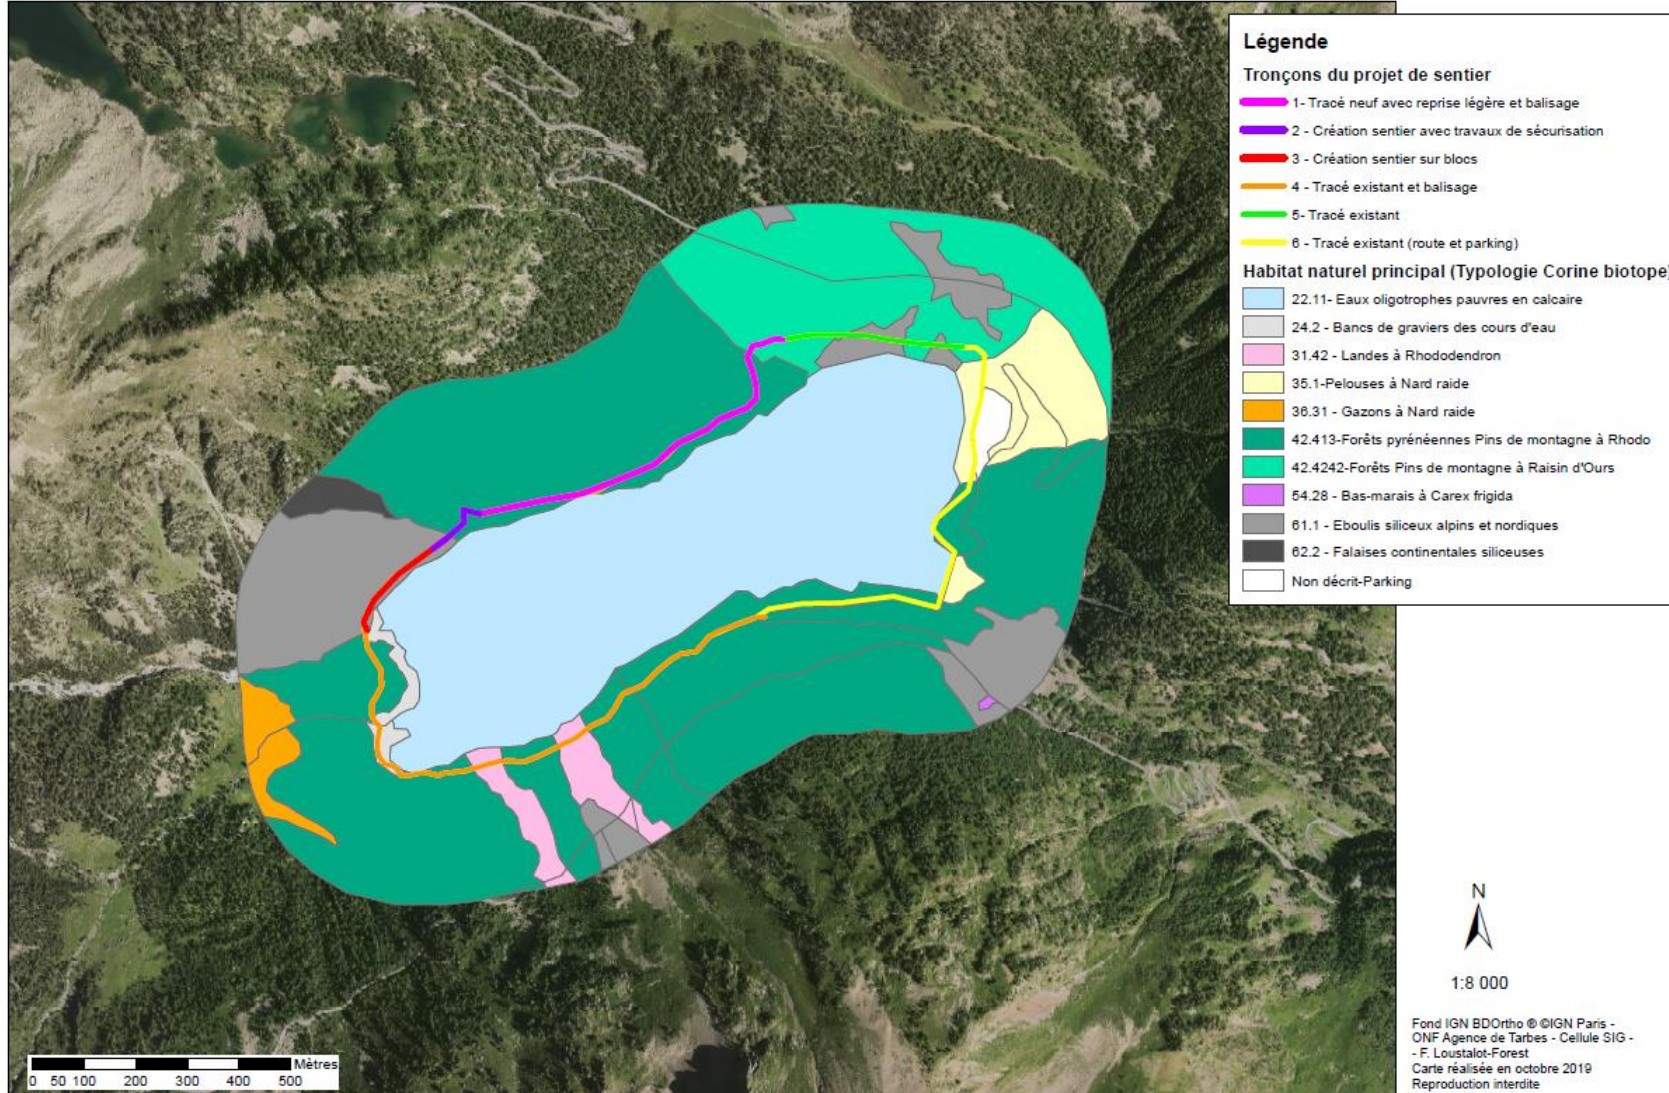 Légende
Tronçons du projet de sentier
1- Tracé neuf avec reprise légère et balisage
2 - Création sentier avec travaux de sécurisation
3 - Création sentier sur blocs
4 - Tracé existant et balisage
5- Tracé existant
6 - Tracé existant (route et parking)
Habitat naturel principal (Typologie Corine biotope)
22.11- Eaux oligotrophes pauvres en calcaire
24.2 - Bancs de graviers des cours d'eau
31.42 - Landes à Rhododendron
35.1-Pelouses à Nard raide
36.31 - Gazons à Nard raide
42.413-Forêts pyrénéennes Pins de montagne à Rhodo
42.4242-Forêts Pins de montagne à Raisin d'Ours
54.28 - Bas-marais à Carex frigida
61.1 - Eboulis siliceux alpins et nordiques
62.2 - Falaises continentales siliceuses
Non décrit-Parking
N
1:8 000
Fond IGN BDOrtho ® ©IGN Paris -
ONF Agence de Tarbes - Cellule SIG -
- F. Loustalot-Forest
Carte réalisée en octobre 2019
Reproduction interdite
Mètres
0 50 100 200 300 400 500